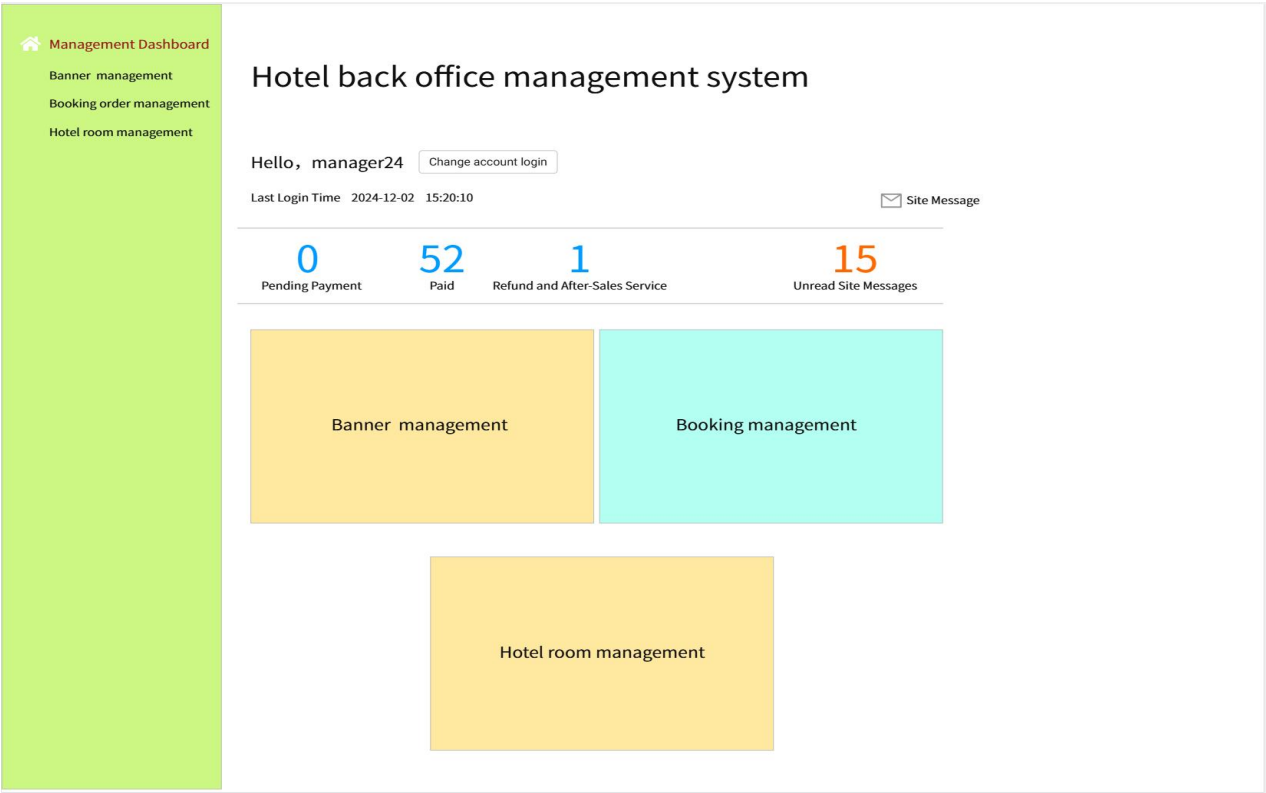 Management Dashboard
Banner management
Booking order management
Hotel room management
Hotel back office management system
Hello，manager24 Change account login
Last Login Time 2024-12-02 15:20:10
Site Message
0 52 1 15
Pending Payment Paid Refund and After-Sales Service Unread Site Messages
Banner management Booking management
Hotel room management